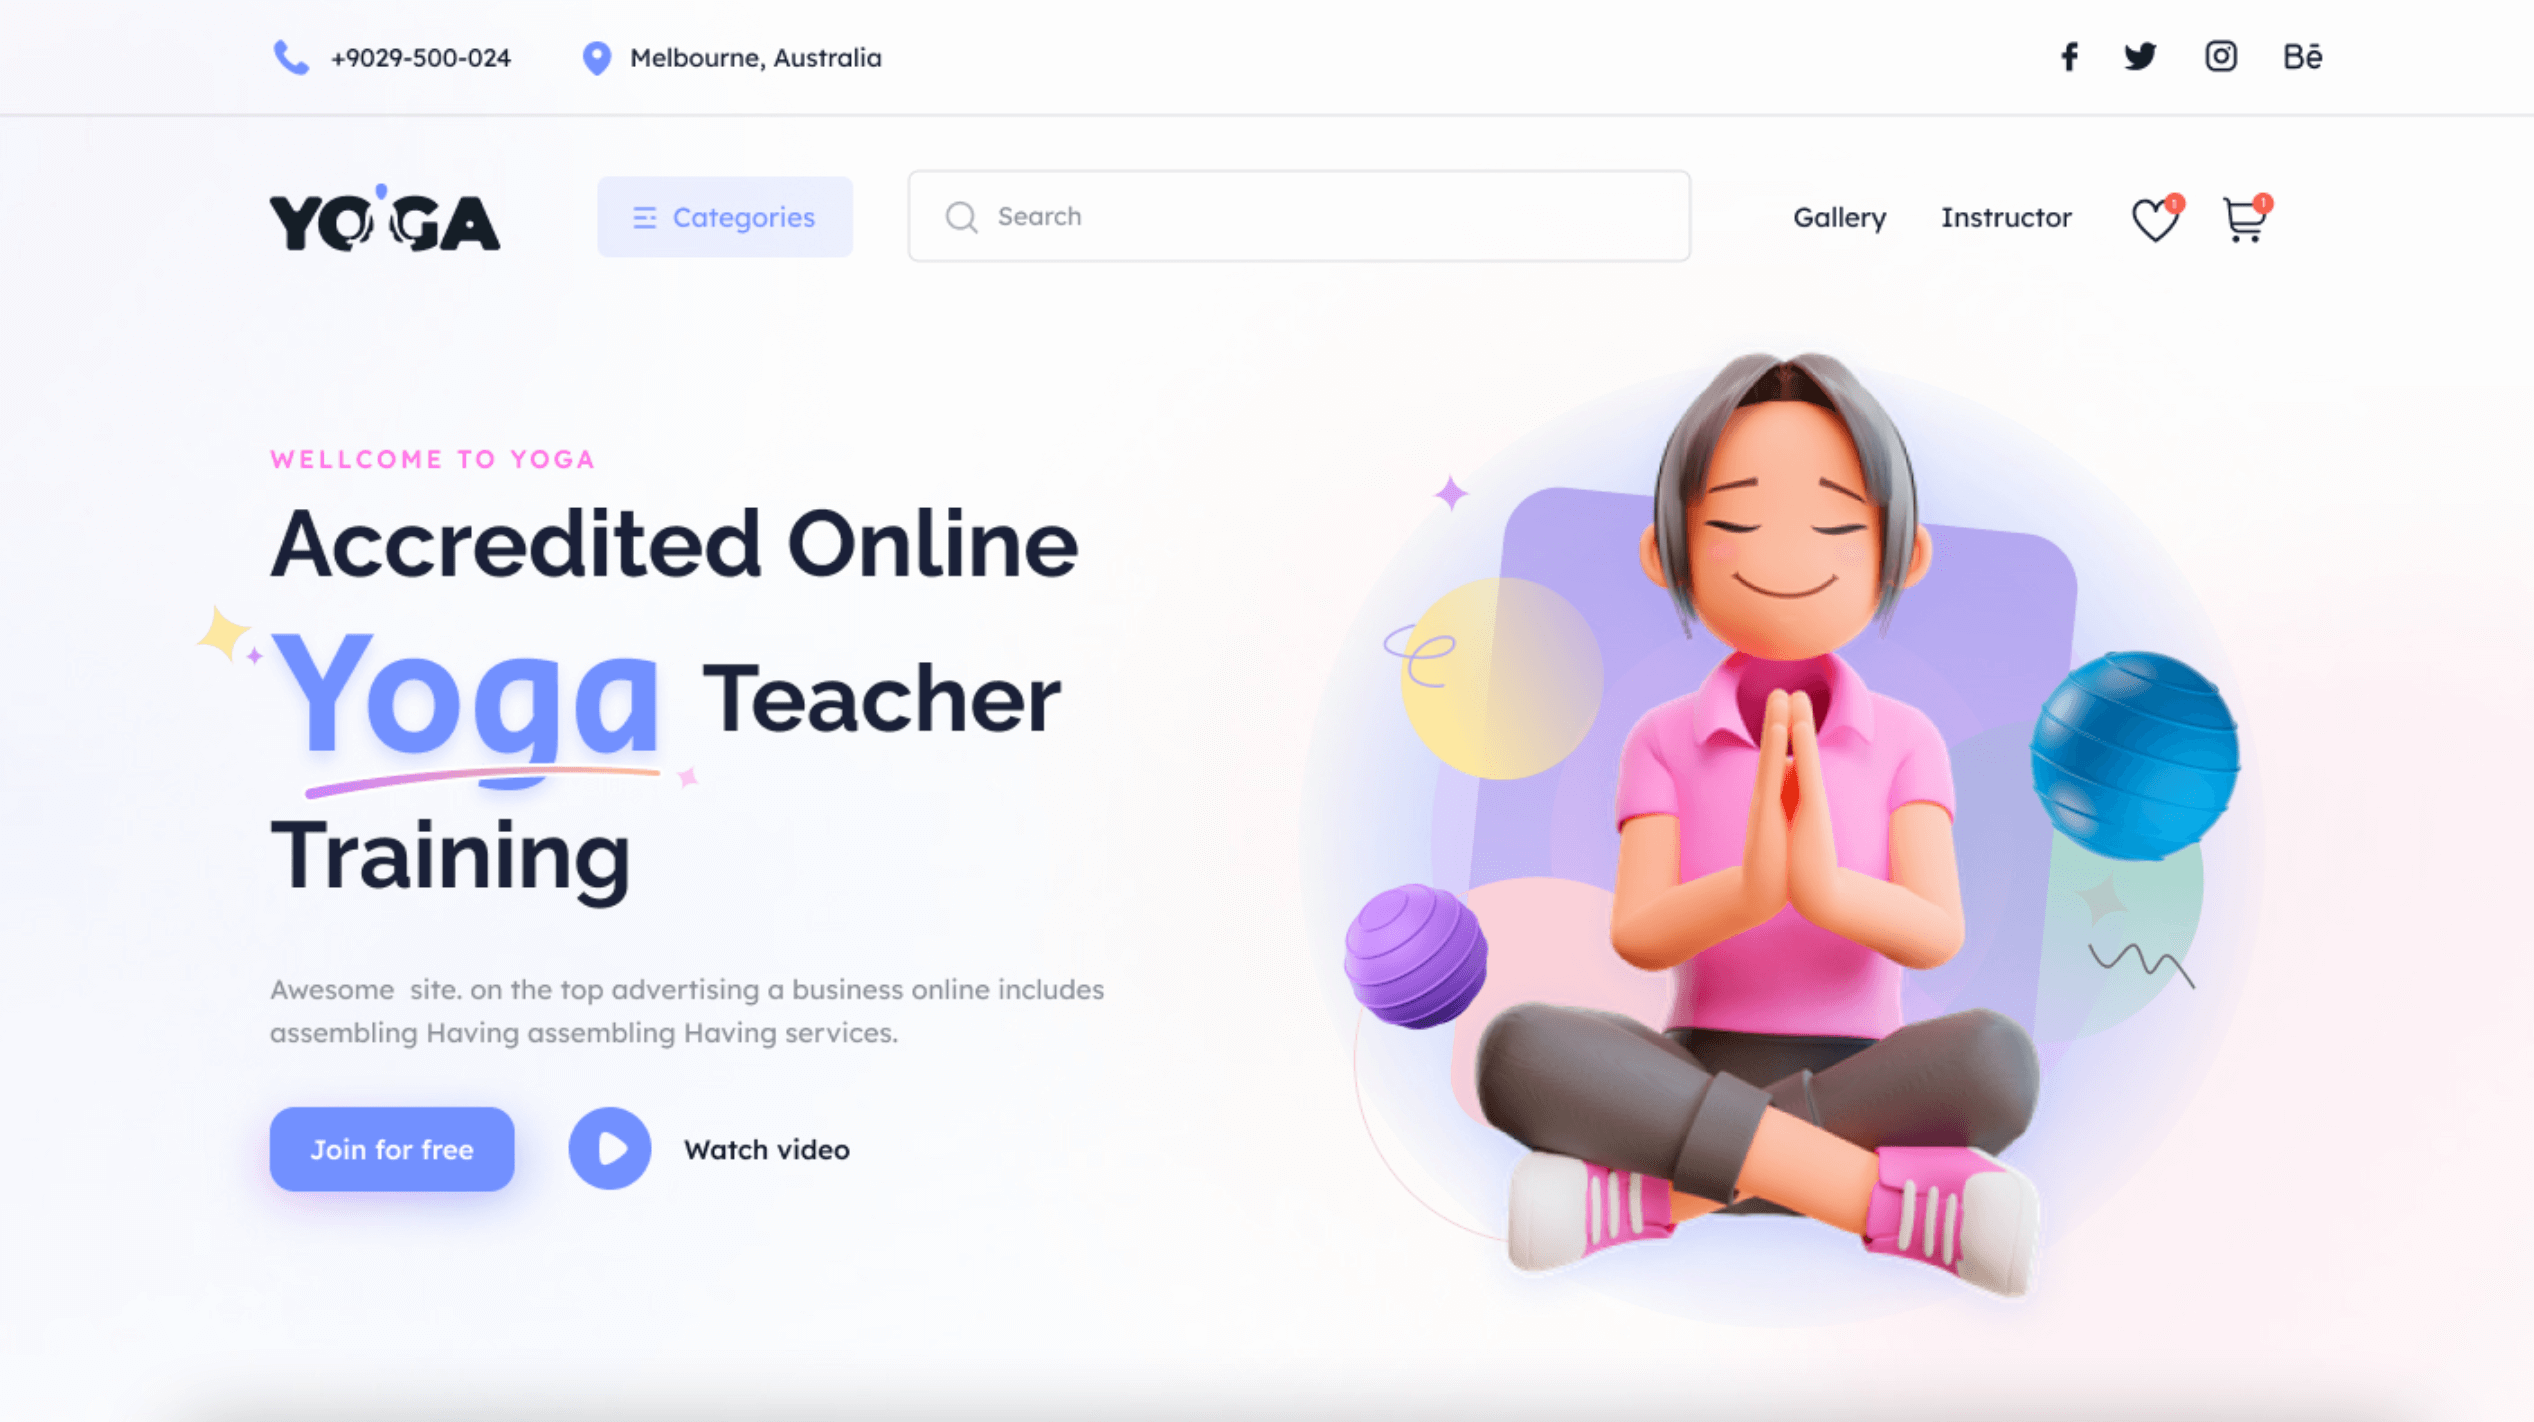 +9029-500-024 Melbourne, Australia Bē
YOGA Categories Search Gallery Instructor 1 1
WELLCOME TO YOGA
Accredited Online
Yoga Teacher
Training
Awesome site. on the top advertising a business online includes
assembling Having assembling Having services.
Join for free Watch video